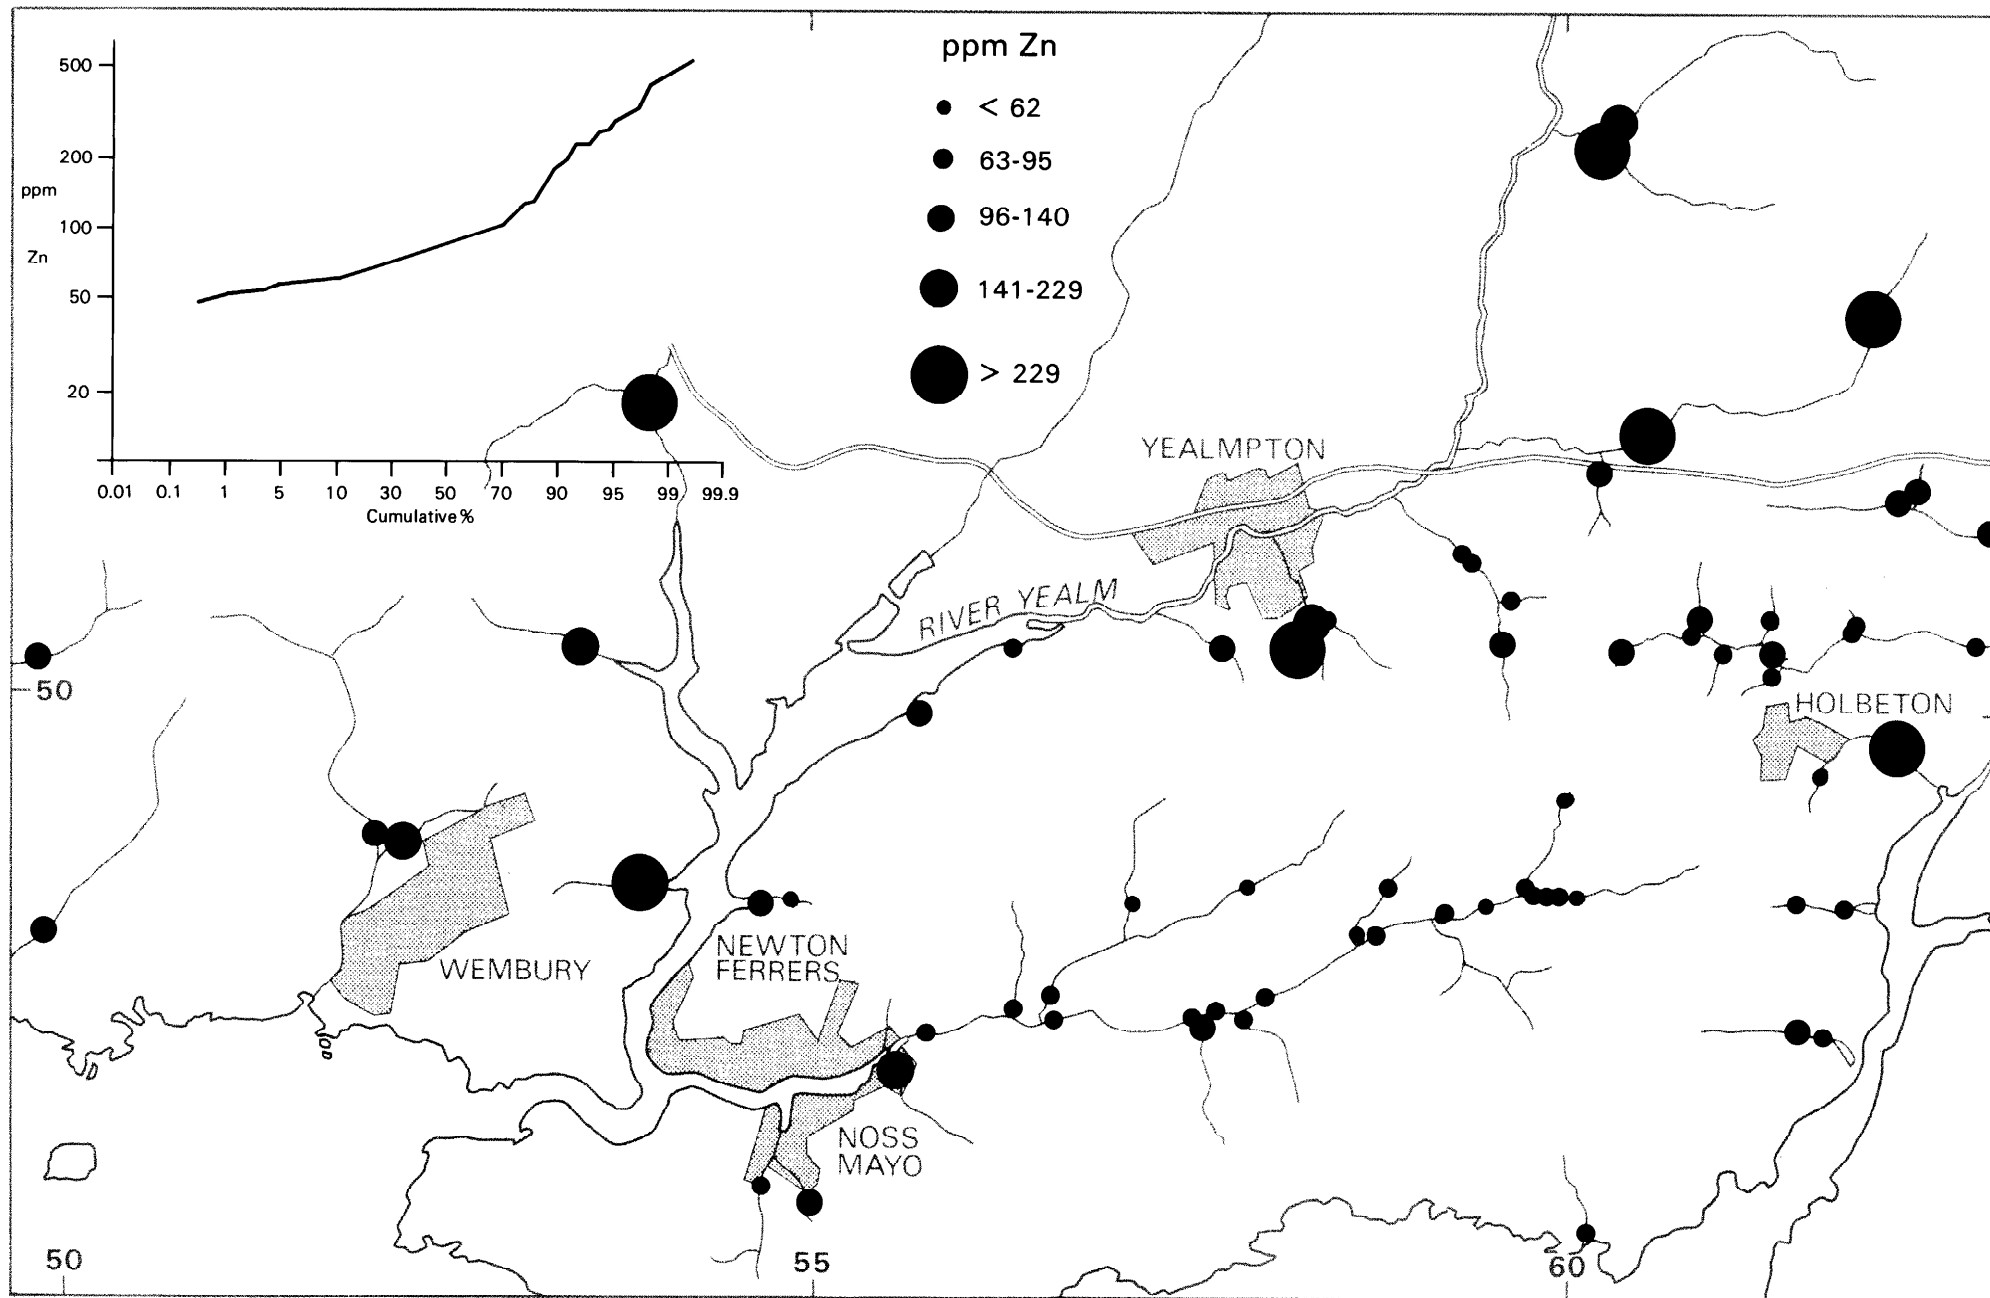 500
200
ppm
100
Zn
50
20
0.01 0.1 1 5 10 30 50 70 90 95 99 99.9
Cumulative %
ppm Zn
< 62
63-95
96-140
141-229
> 229
YEALMPTON
RIVER YEALM
50
HOLBETON
WEMBURY
NEWTON
FERRERS
NOSS
MAYO
50
55
60